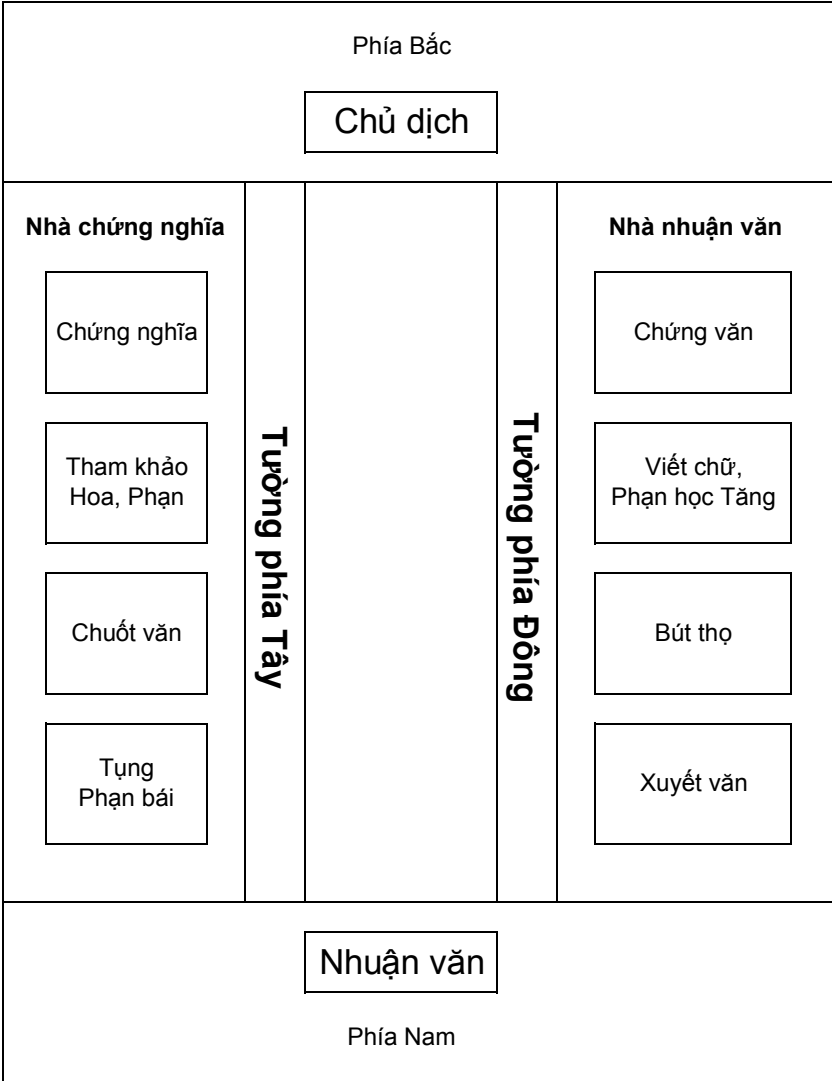 Phía Bắc
Chủ dịch
Nhà chứng nghĩa
Chứng nghĩa
Tham khảo
Hoa, Phạn
Chuốt văn
Tụng
Phạn bái
Tường phía Tây
Tường phía Đông
Nhà nhuận văn
Chứng văn
Viết chữ,
Phạn học Tăng
Bút thọ
Xuyết văn
Nhuận văn
Phía Nam